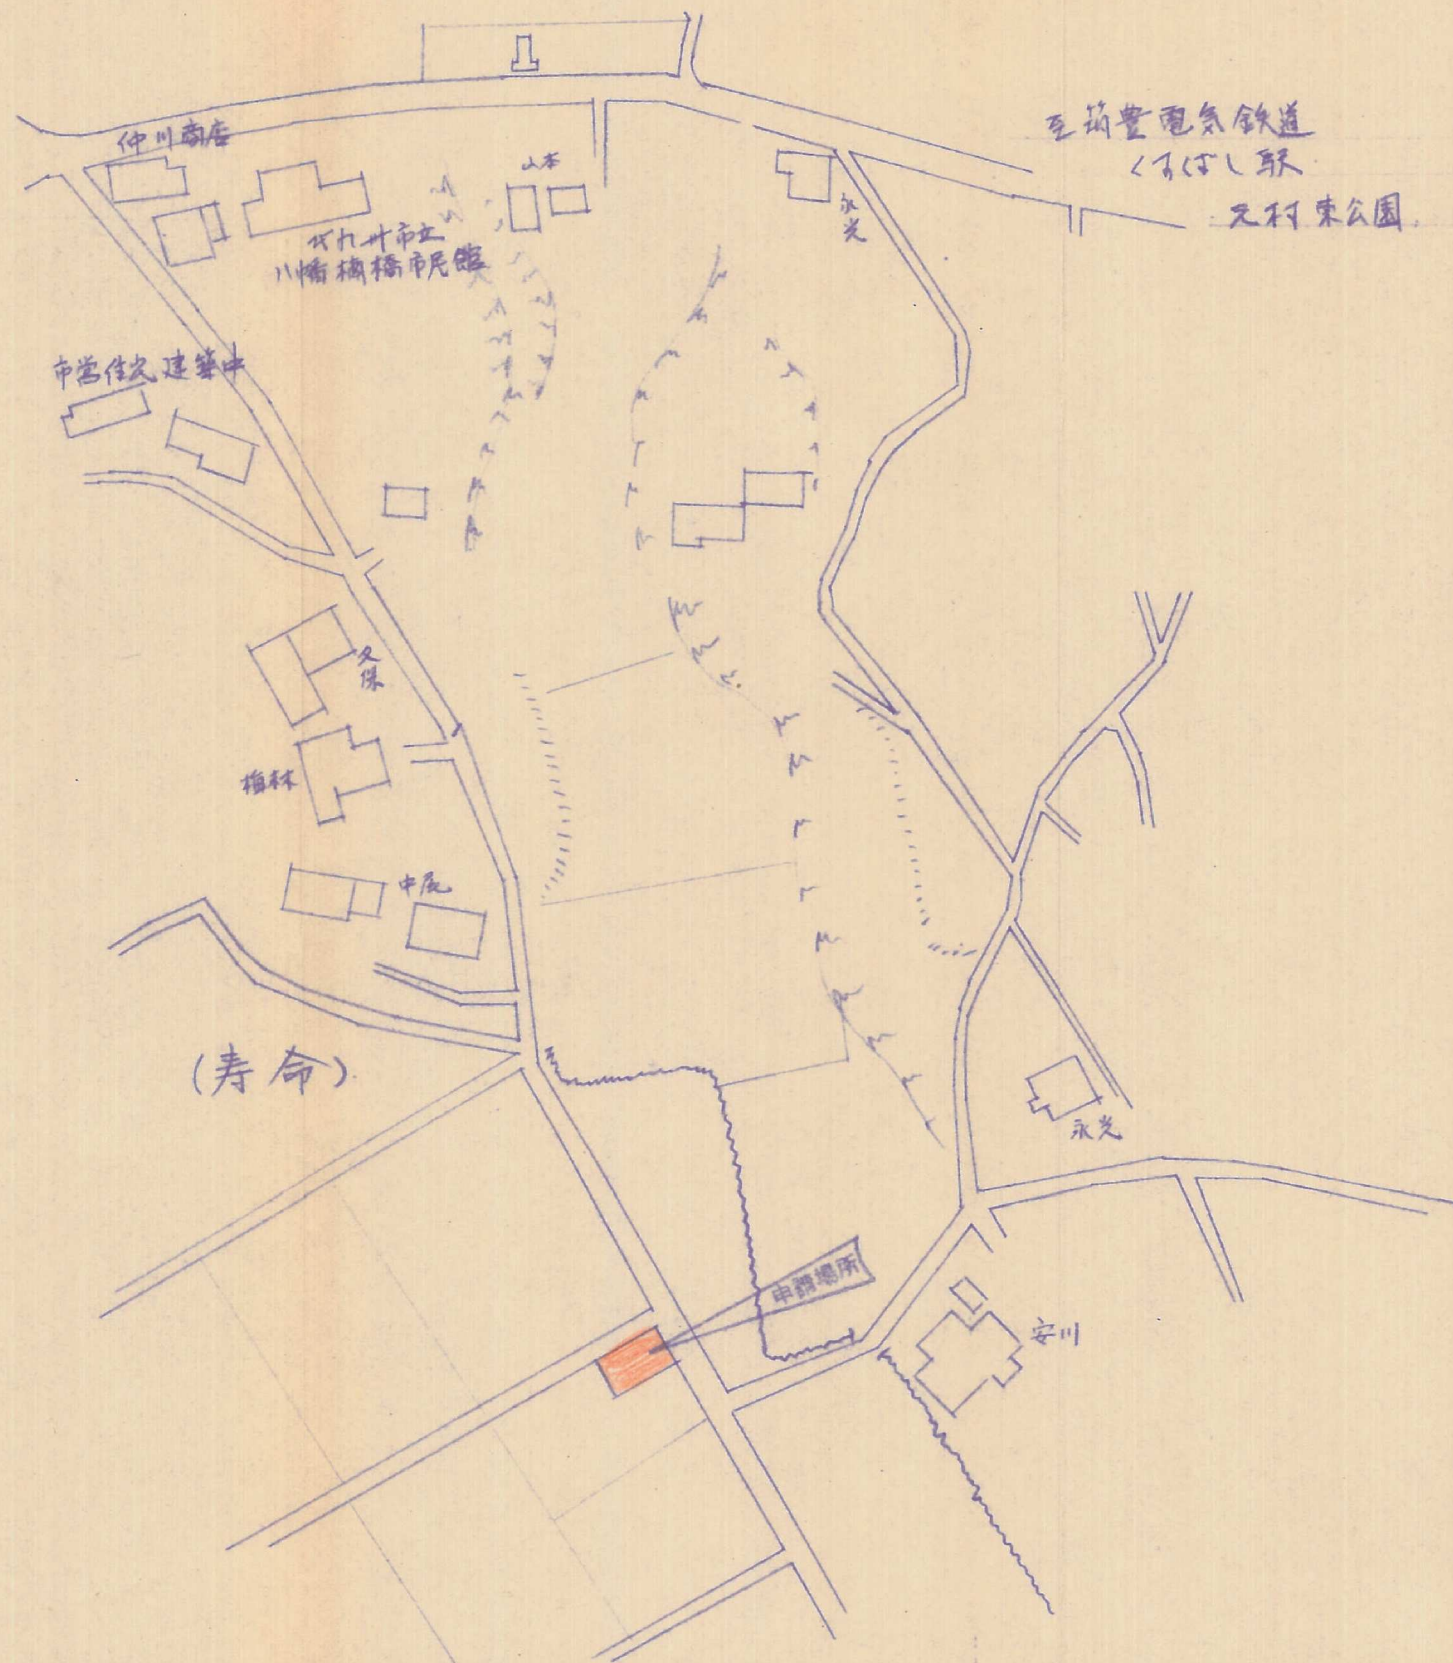 仲川商店
山本
永光
至筑豊電気鉄道
くすばし駅
元村東公園
北九州市立
八幡楠橋市民館
市営住宅建築中
久保
梅林
中尾
(寿命)
永光
申請場所
安川